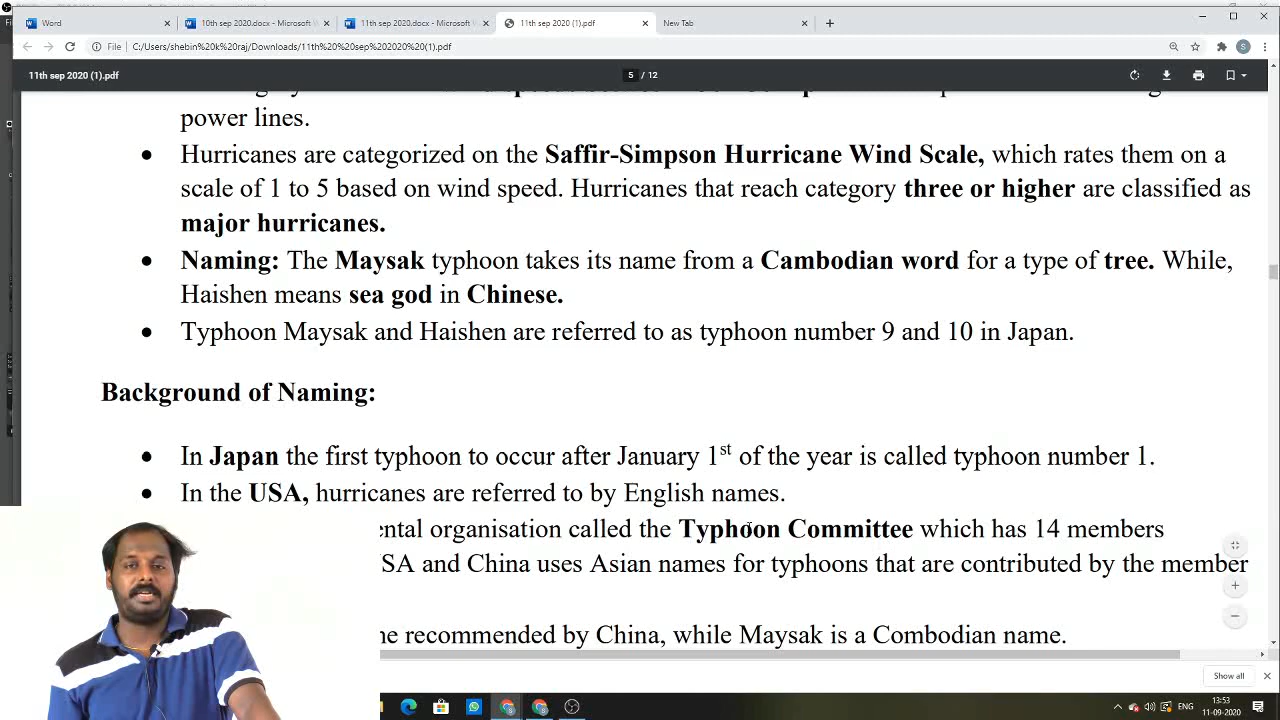 Word
10th sep 2020.docx - Microsoft W
11th sep 2020.docx - Microsoft
11th sep 2020 (1).pdf
New Tab
File
C:/Users/shebin%20k%20raj/Downloads/11th%20%20sep%202020%20(1).pdf
S
11th sep 2020 (1).pdf
5 / 12
power lines.
• Hurricanes are categorized on the Saffir-Simpson Hurricane Wind Scale, which rates them on a
scale of 1 to 5 based on wind speed. Hurricanes that reach category three or higher are classified as
major hurricanes.
• Naming: The Maysak typhoon takes its name from a Cambodian word for a type of tree. While,
Haishen means sea god in Chinese.
• Typhoon Maysak and Haishen are referred to as typhoon number 9 and 10 in Japan.
Background of Naming:
• In Japan the first typhoon to occur after January 1st of the year is called typhoon number 1.
• In the USA, hurricanes are referred to by English names.
ental organisation called the Typhoon Committee which has 14 members
SA and China uses Asian names for typhoons that are contributed by the member
ne recommended by China, while Maysak is a Combodian name.
Show all
ENG
13:53
11-09-2020